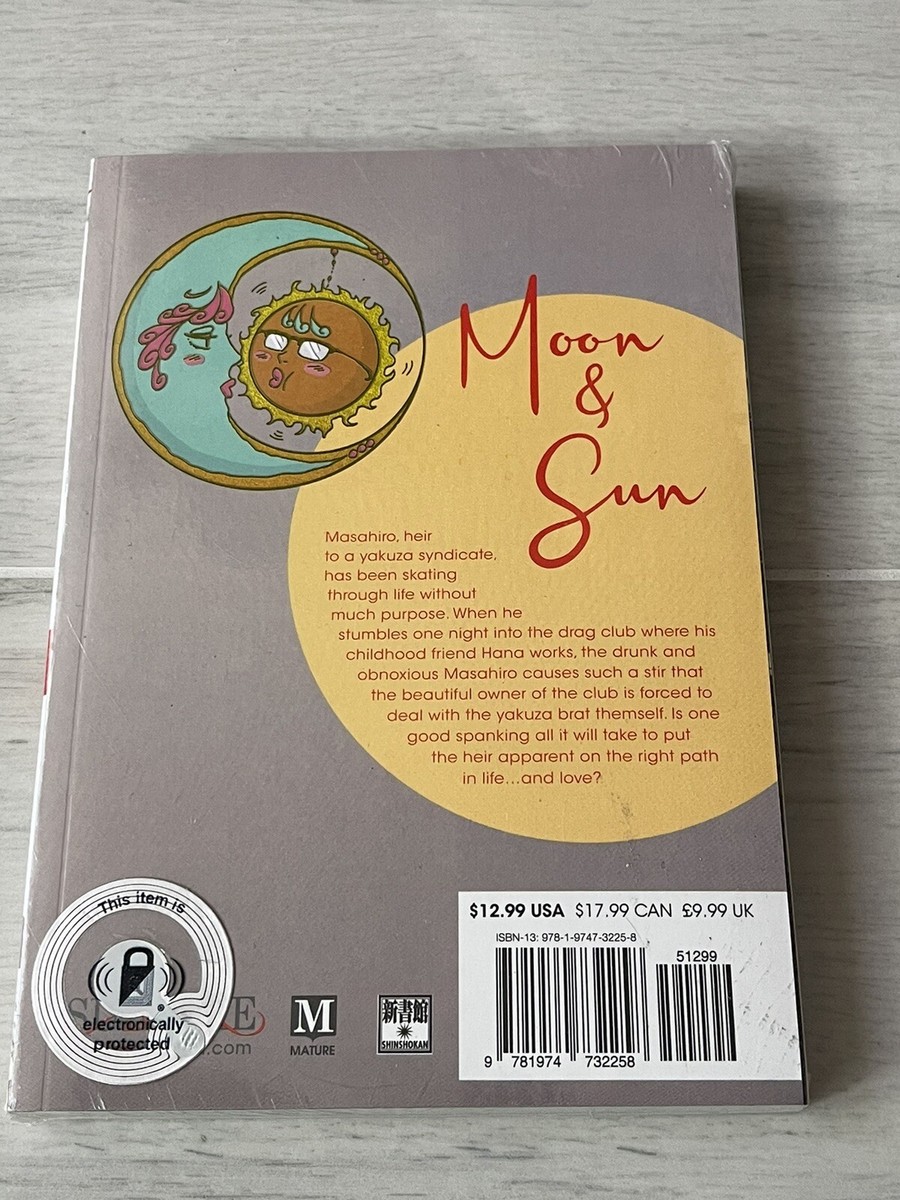 Moon
&
Sun
Masahiro, heir
to a yakuza syndicate,
has been skating
through life without
much purpose. When he
stumbles one night into the drag club where his
childhood friend Hana works, the drunk and
obnoxious Masahiro causes such a stir that
the beautiful owner of the club is forced to
deal with the yakuza brat themself. Is one
good spanking all it will take to put
the heir apparent on the right path
in life...and love?
This item is
electronically
protected
®
.com
M
MATURE
新書館
SHINSHOKAN
$12.99 USA $17.99 CAN £9.99 UK
ISBN-13: 978-1-9747-3225-8
51299
9 781974 732258